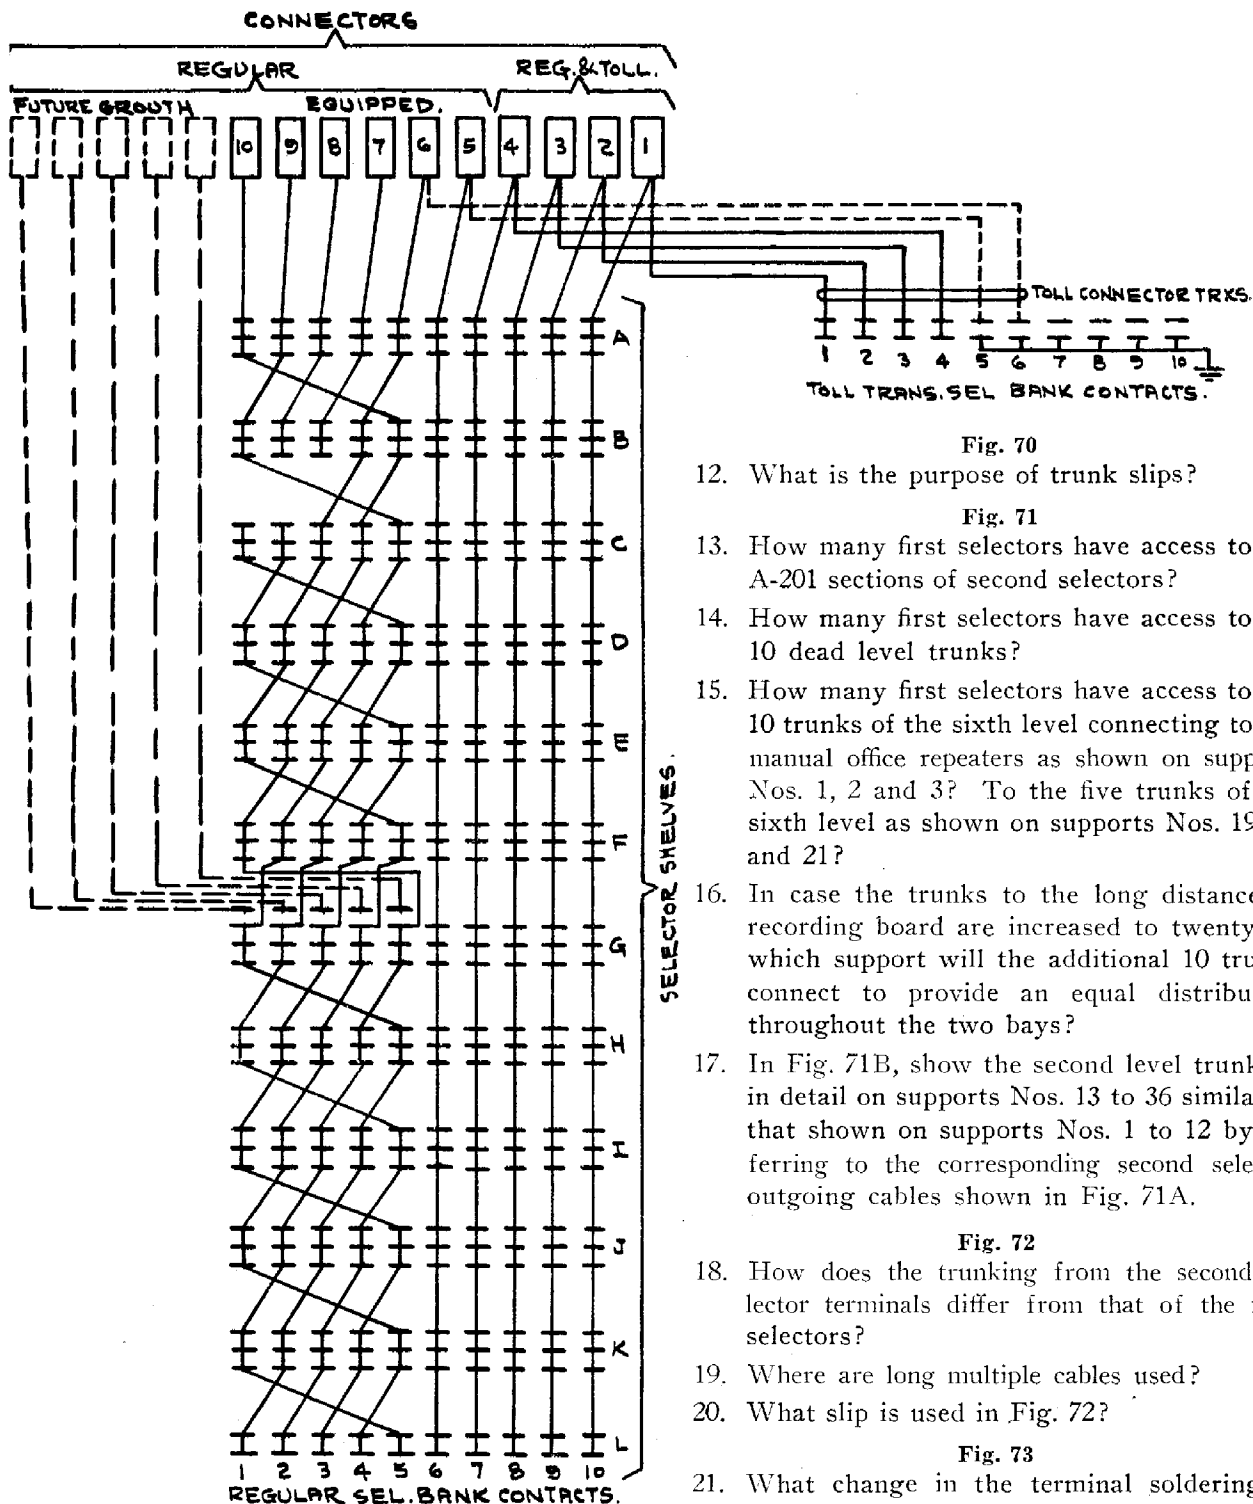 CONNECTORS
REGULAR REG.&TOLL.
FUTURE GROWTH EQUIPPED.
10 9 8 7 6 5 4 3 2 1
TOLL CONNECTOR TRKS.
1 2 3 4 5 6 7 8 9 10
TOLL TRANS. SEL BANK CONTACTS.
A
B
C
D
E
F
G
H
I
J
K
L
SELECTOR SHELVES.
1 2 3 4 5 6 7 8 9 10
REGULAR SEL. BANK CONTACTS.
Fig. 70
12. What is the purpose of trunk slips?
Fig. 71
13. How many first selectors have access to
A-201 sections of second selectors?
14. How many first selectors have access to
10 dead level trunks?
15. How many first selectors have access to
10 trunks of the sixth level connecting to
manual office repeaters as shown on supp
Nos. 1, 2 and 3? To the five trunks of
sixth level as shown on supports Nos. 19
and 21?
16. In case the trunks to the long distance
recording board are increased to twenty
which support will the additional 10 tru
connect to provide an equal distribu
throughout the two bays?
17. In Fig. 71B, show the second level trunk
in detail on supports Nos. 13 to 36 simila
that shown on supports Nos. 1 to 12 by
ferring to the corresponding second sele
outgoing cables shown in Fig. 71A.
Fig. 72
18. How does the trunking from the second
lector terminals differ from that of the
selectors?
19. Where are long multiple cables used?
20. What slip is used in Fig. 72?
Fig. 73
21. What change in the terminal soldering